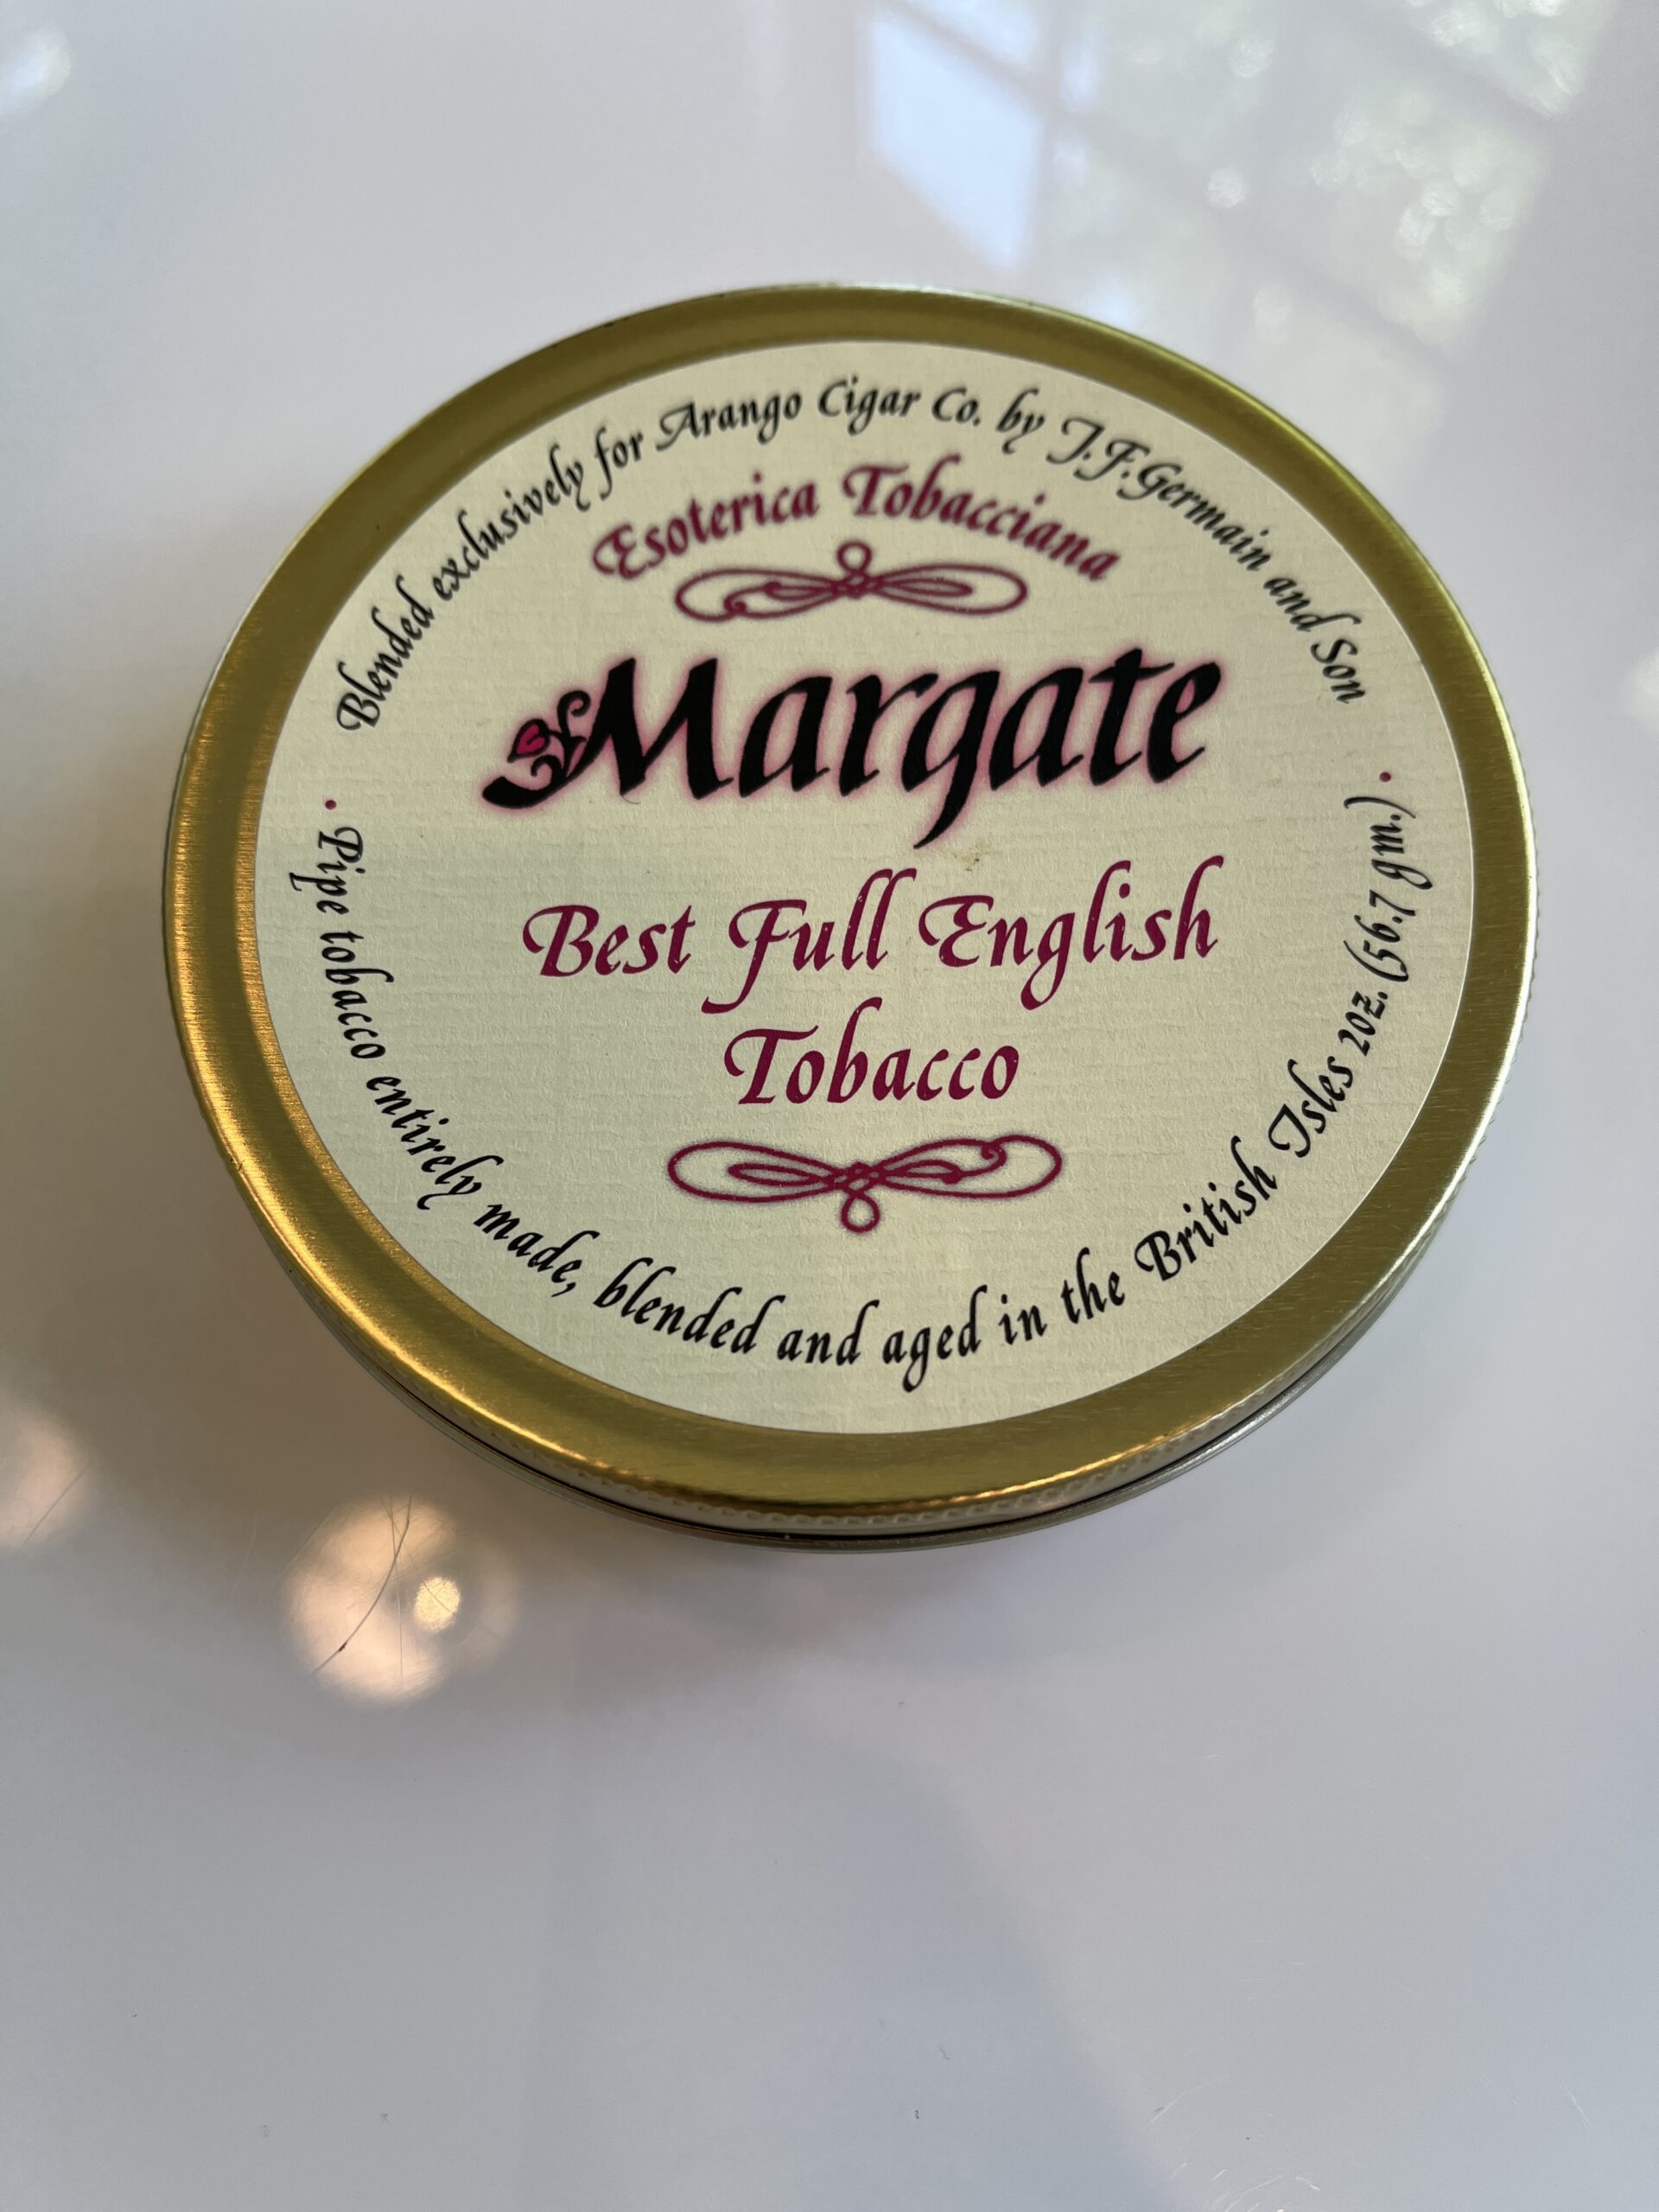 Blended exclusively for Arango Cigar Co. by J.F.Germain and Son
Esoterica Tobacciana
Margate
Best Full English
Tobacco
• Pipe tobacco entirely made, blended and aged in the British Isles 2oz. (56.7 gm.) •